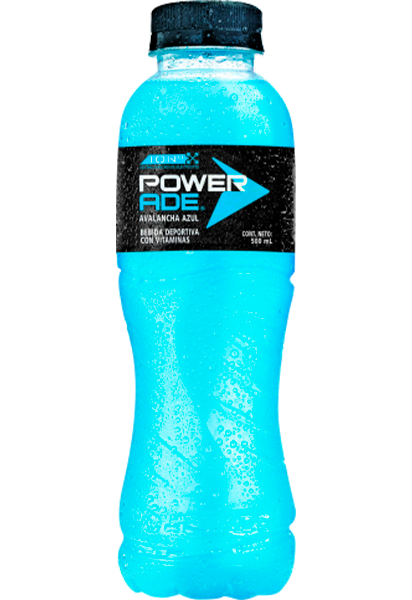 POWER
ADE®
AVALANCHA AZUL
BEBIDA DEPORTIVA
CON VITAMINAS
CONT. NETO:
500 mL